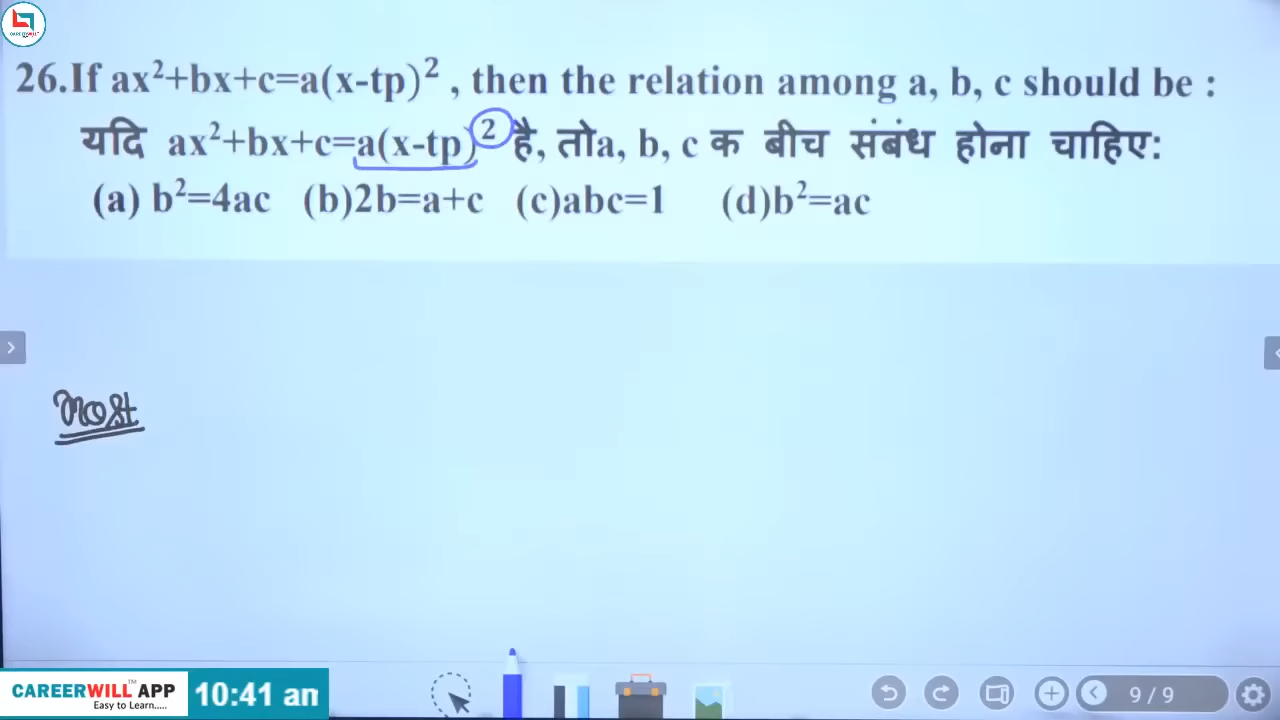 CAREERWILL
26.If ax²+bx+c=a(x-tp)² , then the relation among a, b, c should be :
यदि ax²+bx+c=a(x-tp)² है, तोa, b, c क बीच संबंध होना चाहिए:
(a) b²=4ac (b)2b=a+c (c)abc=1 (d)b²=ac
CAREERWILL™ APP
Easy to Learn.....
10:41 an
9 / 9